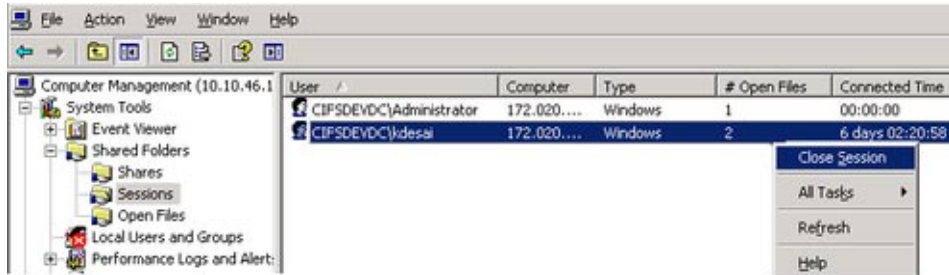 File Action View Window Help
Computer Management (10.10.46.1
System Tools
Event Viewer
Shared Folders
Shares
Sessions
Open Files
Local Users and Groups
Performance Logs and Alert:
User Computer Type # Open Files Connected Time
CIFSDEVDC\Administrator 172.020.... Windows 1 00:00:00
CIFSDEVDC\kdesai 172.020.... Windows 2 6 days 02:20:58
Close Session
All Tasks
Refresh
Help